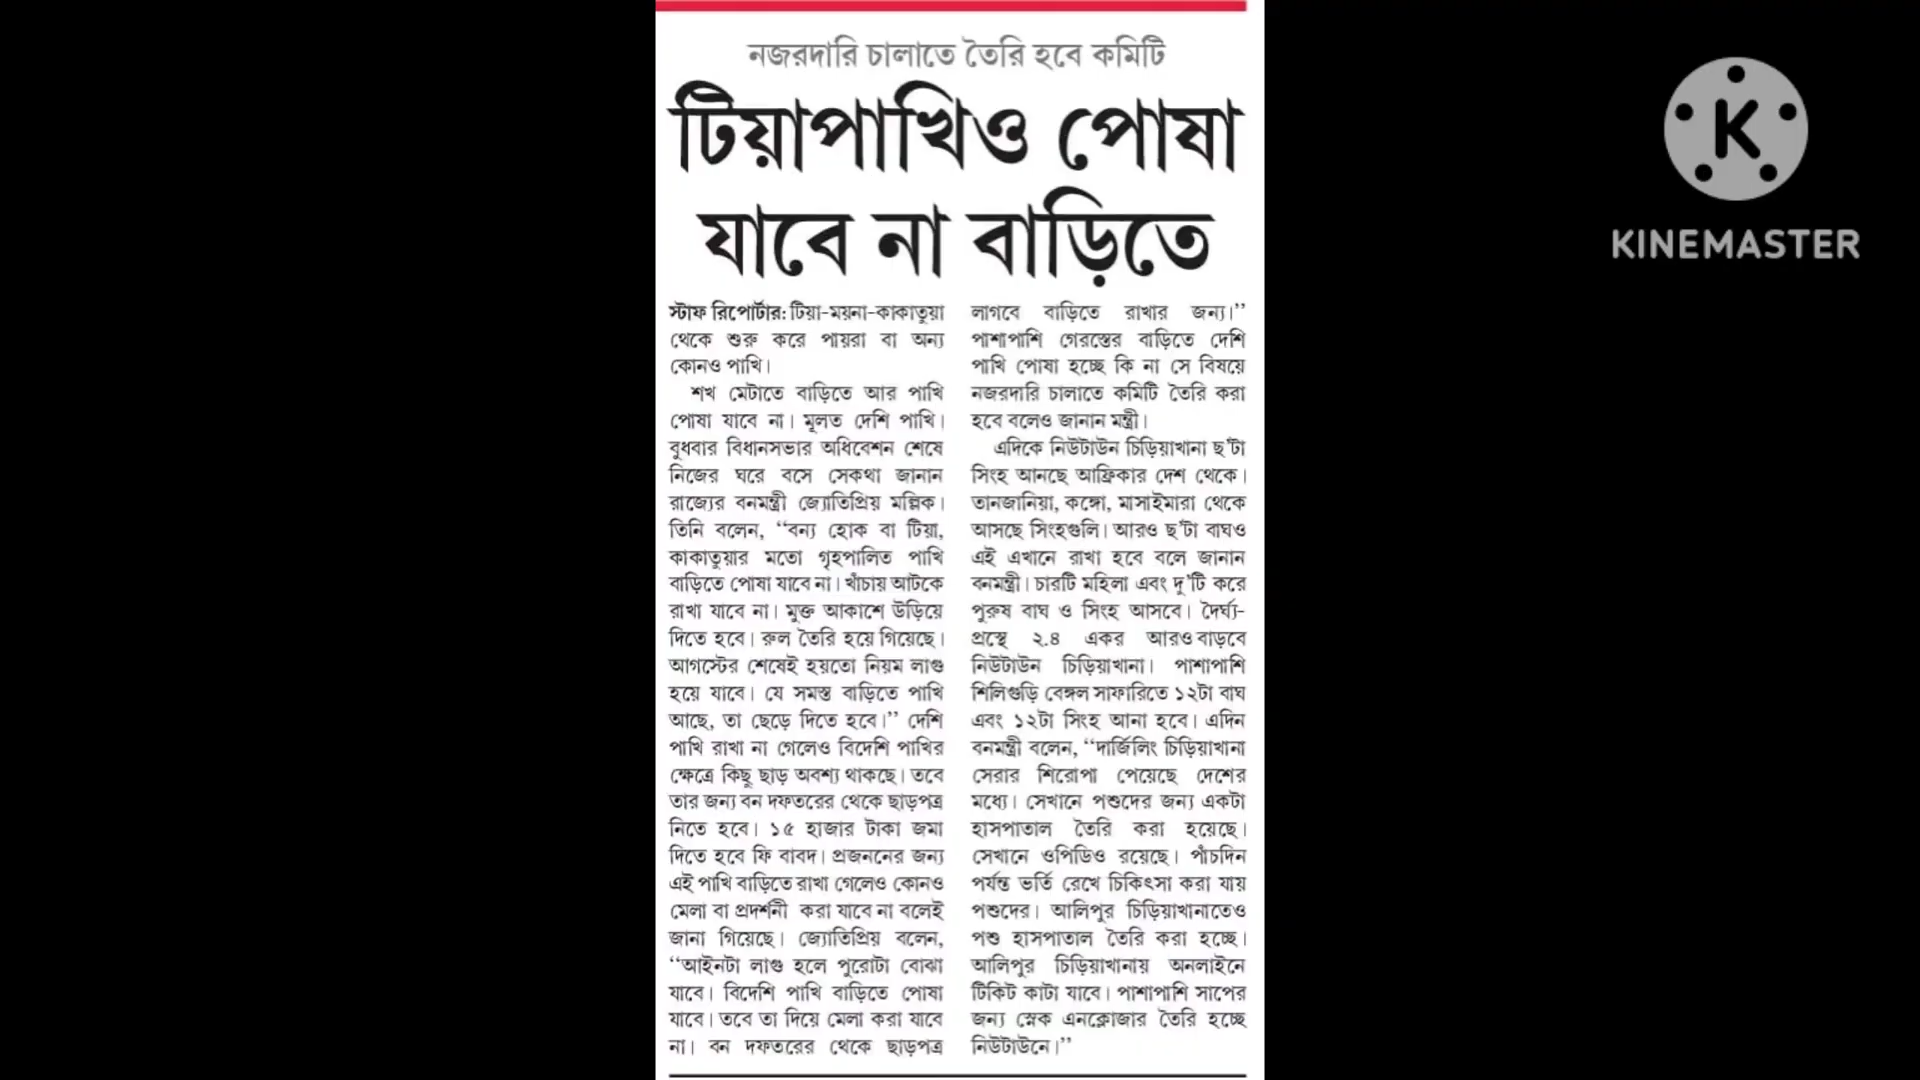 নজরদারি চালাতে তৈরি হবে কমিটি
টিয়াপাখিও পোষা
যাবে না বাড়িতে
স্টাফ রিপোর্টার: টিয়া-ময়না-কাকাতুয়া
থেকে শুরু করে পায়রা বা অন্য
কোনও পাখি।
শখ মেটাতে বাড়িতে আর পাখি
পোষা যাবে না। মূলত দেশি পাখি।
বুধবার বিধানসভার অধিবেশন শেষে
নিজের ঘরে বসে সেকথা জানান
রাজ্যের বনমন্ত্রী জ্যোতিপ্রিয় মল্লিক।
তিনি বলেন, ‘‘বন্য হোক বা টিয়া,
কাকাতুয়ার মতো গৃহপালিত পাখি
বাড়িতে পোষা যাবে না। খাঁচায় আটকে
রাখা যাবে না। মুক্ত আকাশে উড়িয়ে
দিতে হবে। রুল তৈরি হয়ে গিয়েছে।
আগস্টের শেষেই হয়তো নিয়ম লাগু
হয়ে যাবে। যে সমস্ত বাড়িতে পাখি
আছে, তা ছেড়ে দিতে হবে।’’ দেশি
পাখি রাখা না গেলেও বিদেশি পাখির
ক্ষেত্রে কিছু ছাড় অবশ্য থাকছে। তবে
তার জন্য বন দফতরের থেকে ছাড়পত্র
নিতে হবে। ১৫ হাজার টাকা জমা
দিতে হবে ফি বাবদ। প্রজননের জন্য
এই পাখি বাড়িতে রাখা গেলেও কোনও
মেলা বা প্রদর্শনী করা যাবে না বলেই
জানা গিয়েছে। জ্যোতিপ্রিয় বলেন,
‘‘আইনটা লাগু হলে পুরোটা বোঝা
যাবে। বিদেশি পাখি বাড়িতে পোষা
যাবে। তবে তা দিয়ে মেলা করা যাবে
না। বন দফতরের থেকে ছাড়পত্র
লাগবে বাড়িতে রাখার জন্য।’’
পাশাপাশি গেরস্তের বাড়িতে দেশি
পাখি পোষা হচ্ছে কি না সে বিষয়ে
নজরদারি চালাতে কমিটি তৈরি করা
হবে বলেও জানান মন্ত্রী।
এদিকে নিউটাউন চিড়িয়াখানা ছ’টা
সিংহ আনছে আফ্রিকার দেশ থেকে।
তানজানিয়া, কঙ্গো, মাসাইমারা থেকে
আসছে সিংহগুলি। আরও ছ’টা বাঘও
এই এখানে রাখা হবে বলে জানান
বনমন্ত্রী। চারটি মহিলা এবং দু’টি করে
পুরুষ বাঘ ও সিংহ আসবে। দৈর্ঘ্য-
প্রস্থে ২.৪ একর আরও বাড়বে
নিউটাউন চিড়িয়াখানা। পাশাপাশি
শিলিগুড়ি বেঙ্গল সাফারিতে ১২টা বাঘ
এবং ১২টা সিংহ আনা হবে। এদিন
বনমন্ত্রী বলেন, ‘‘দার্জিলিং চিড়িয়াখানা
সেরার শিরোপা পেয়েছে দেশের
মধ্যে। সেখানে পশুদের জন্য একটা
হাসপাতাল তৈরি করা হয়েছে।
সেখানে ওপিডিও রয়েছে। পাঁচদিন
পর্যন্ত ভর্তি রেখে চিকিৎসা করা যায়
পশুদের। আলিপুর চিড়িয়াখানাতেও
পশু হাসপাতাল তৈরি করা হচ্ছে।
আলিপুর চিড়িয়াখানায় অনলাইনে
টিকিট কাটা যাবে। পাশাপাশি সাপের
জন্য স্নেক এনক্লোজার তৈরি হচ্ছে
নিউটাউনে।’’
K
KINEMASTER